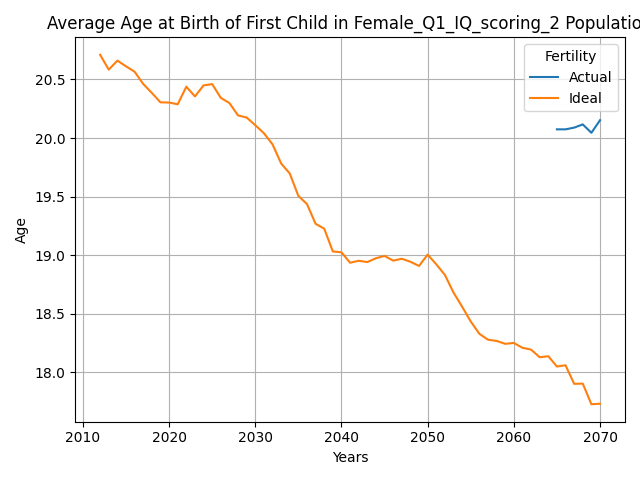 Average Age at Birth of First Child in Female_Q1_IQ_scoring_2 Populatio
Fertility
Actual
Ideal
20.5
20.0
19.5
19.0
18.5
18.0
Age
2010 2020 2030 2040 2050 2060 2070
Years